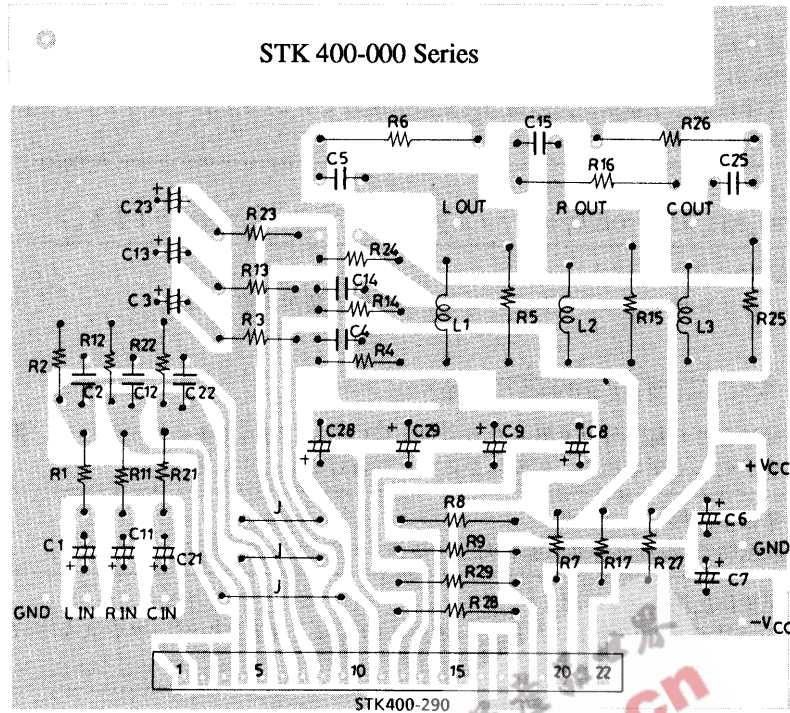 STK 400-000 Series
R6
C15
R26
C5
R16
C25
C23
R23
L OUT
R OUT
C OUT
C13
R24
R13
C14
C3
R14
R3
C4
L1
R5
L2
R15
L3
R25
R12
R22
R2
R4
C2
C12
C22
C28
C29
C9
C8
R1
R11
R21
+VCC
J
R8
C6
C1
C11
C21
J
R9
R7
R17
R27
GND
J
R29
C7
GND
L IN
R IN
C IN
R28
-VCC
1
5
10
15
20
22
STK400-290